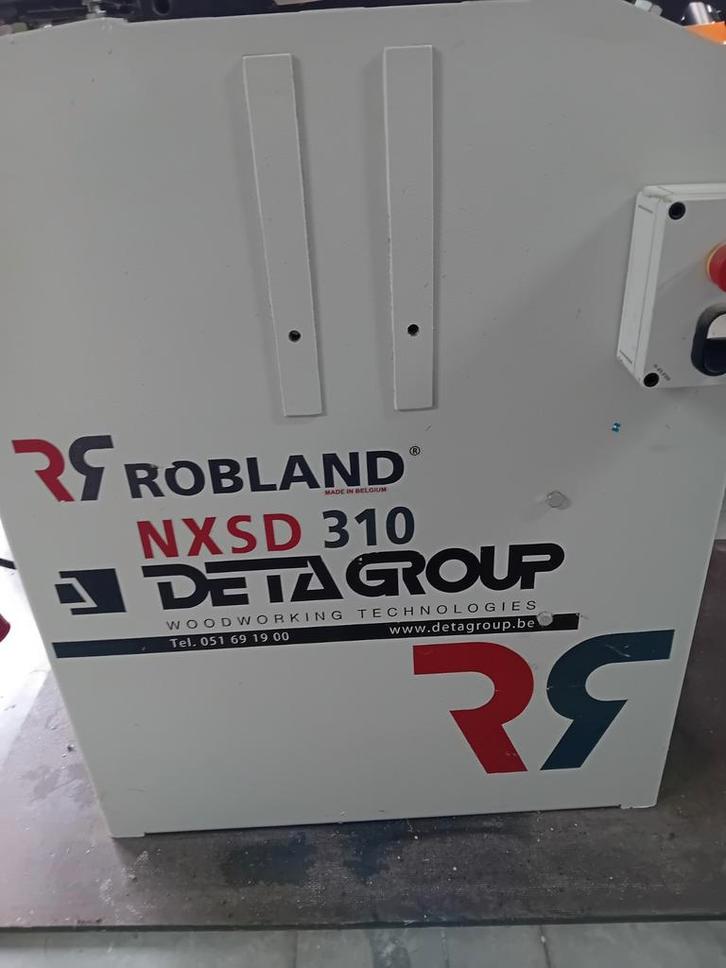 ROBLAND®
MADE IN BELGIUM
NXSD 310
DETAGROUP
WOODWORKING TECHNOLOGIES
Tel. 051 69 19 00 www.detagroup.be